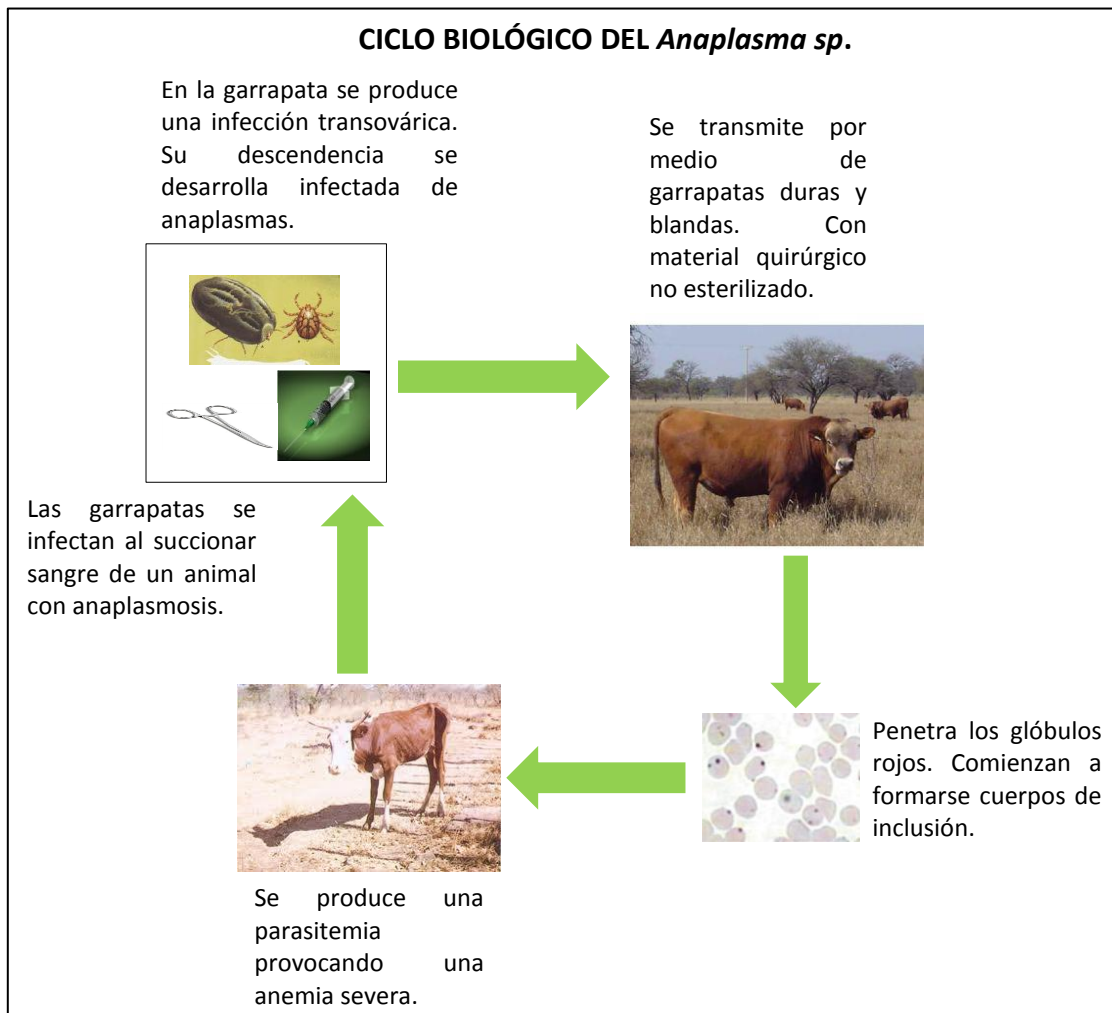 CICLO BIOLÓGICO DEL Anaplasma sp.
En la garrapata se produce
una infección transovárica.
Su descendencia se
desarrolla infectada de
anaplasmas.
Se transmite por
medio de
garrapatas duras y
blandas. Con
material quirúrgico
no esterilizado.
Las garrapatas se
infectan al succionar
sangre de un animal
con anaplasmosis.
Penetra los glóbulos
rojos. Comienzan a
formarse cuerpos de
inclusión.
Se produce una
parasitemia
provocando una
anemia severa.